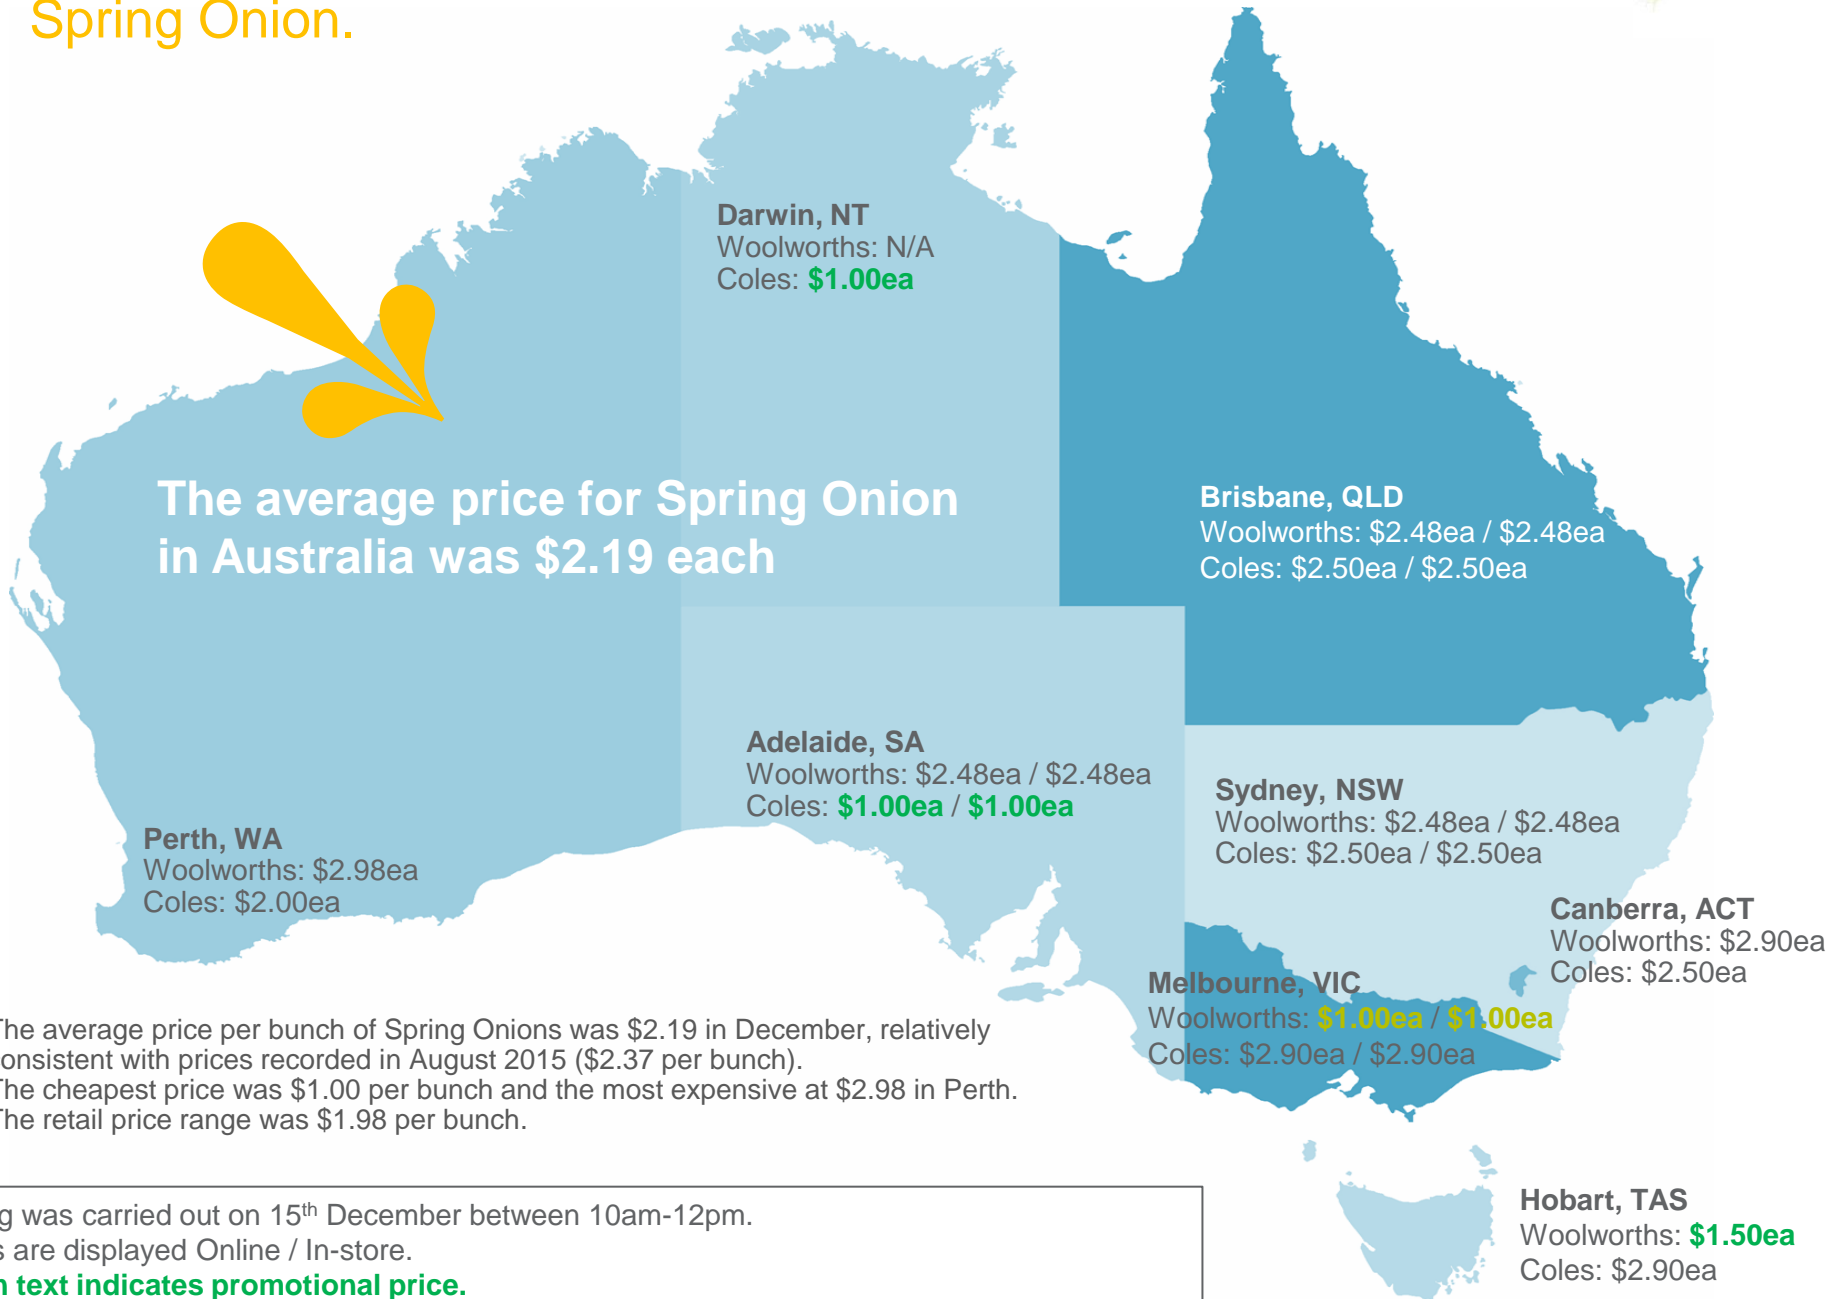 Spring Onion.
Darwin, NT
Woolworths: N/A
Coles: $1.00ea
The average price for Spring Onion
in Australia was $2.19 each
Brisbane, QLD
Woolworths: $2.48ea / $2.48ea
Coles: $2.50ea / $2.50ea
Adelaide, SA
Woolworths: $2.48ea / $2.48ea
Coles: $1.00ea / $1.00ea
Sydney, NSW
Woolworths: $2.48ea / $2.48ea
Coles: $2.50ea / $2.50ea
Perth, WA
Woolworths: $2.98ea
Coles: $2.00ea
Canberra, ACT
Woolworths: $2.90ea
Coles: $2.50ea
Melbourne, VIC
Woolworths: $1.00ea / $1.00ea
Coles: $2.90ea / $2.90ea
The average price per bunch of Spring Onions was $2.19 in December, relatively
onsistent with prices recorded in August 2015 ($2.37 per bunch).
The cheapest price was $1.00 per bunch and the most expensive at $2.98 in Perth.
The retail price range was $1.98 per bunch.
g was carried out on 15th December between 10am-12pm.
s are displayed Online / In-store.
n text indicates promotional price.
Hobart, TAS
Woolworths: $1.50ea
Coles: $2.90ea